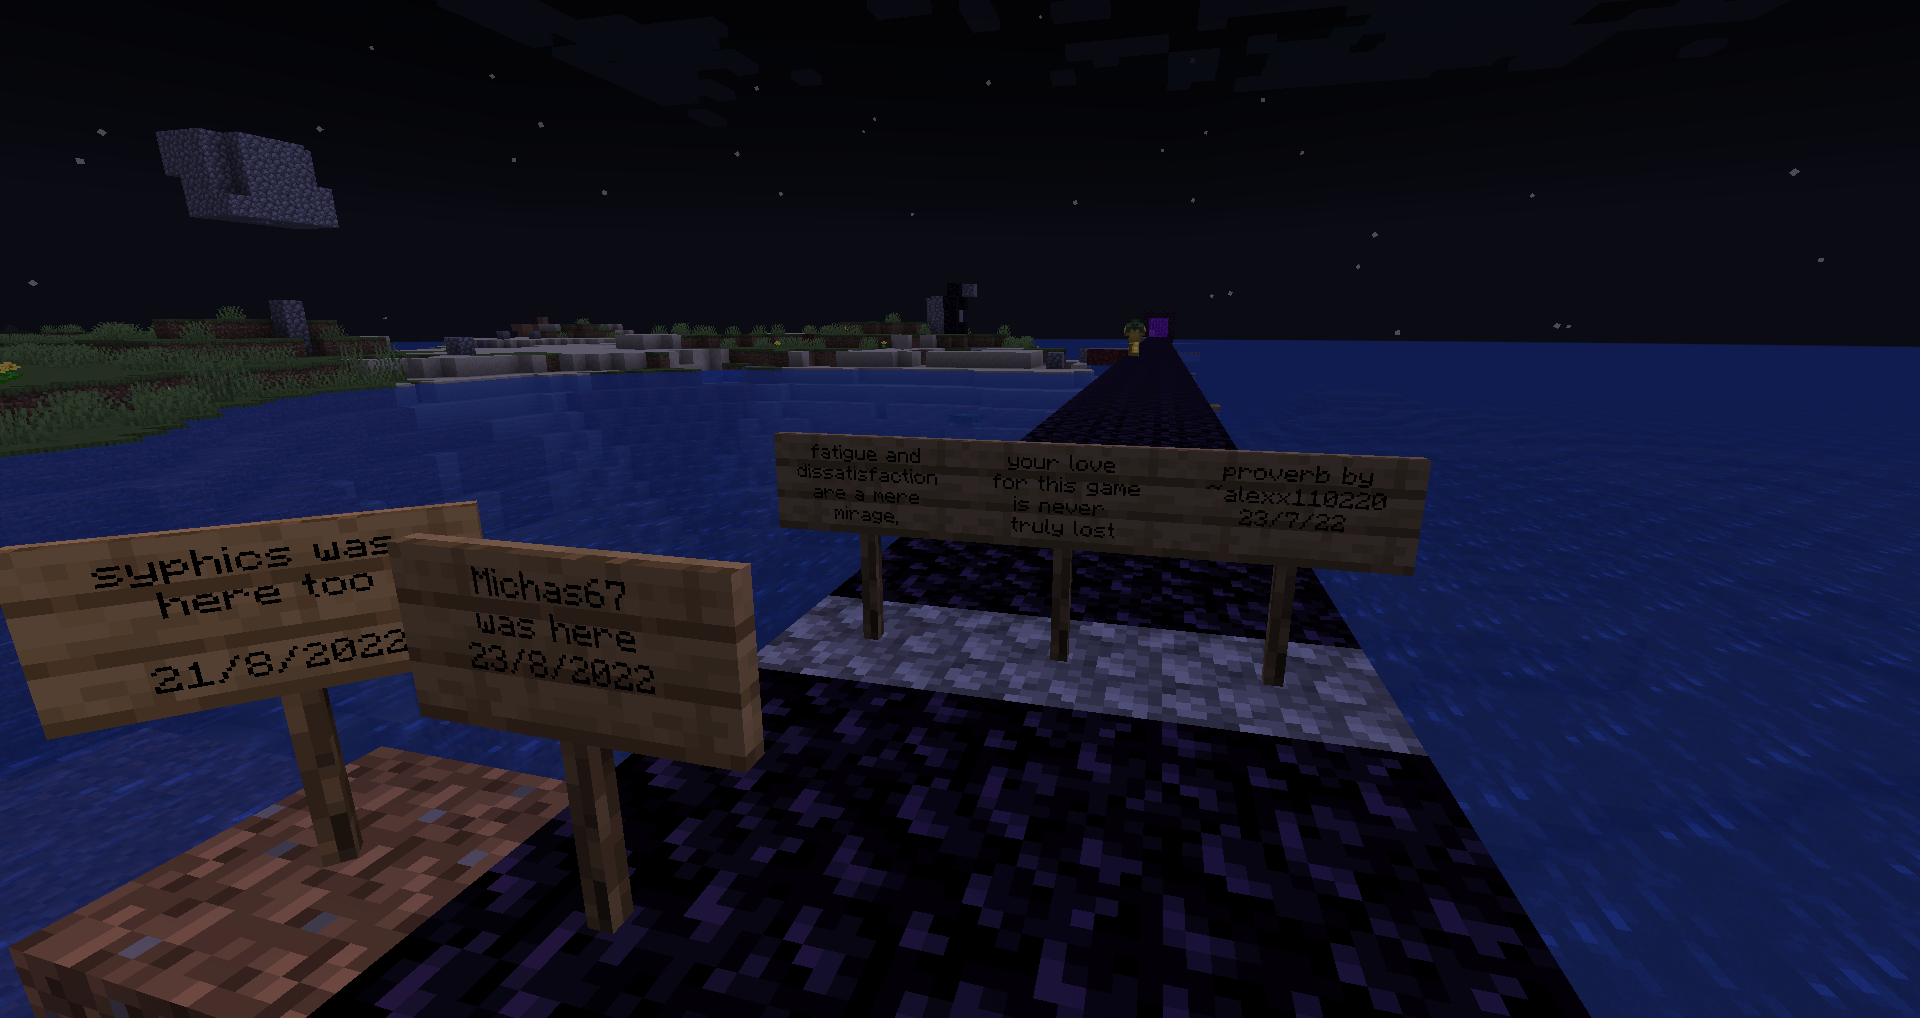 syphics was
here too
21/8/2022
Michas67
was here
23/8/2022
fatigue and
dissatisfaction
are a mere
mirage,
your love
for this game
is never
truly lost
proverb by
~alexx110220
23/7/22